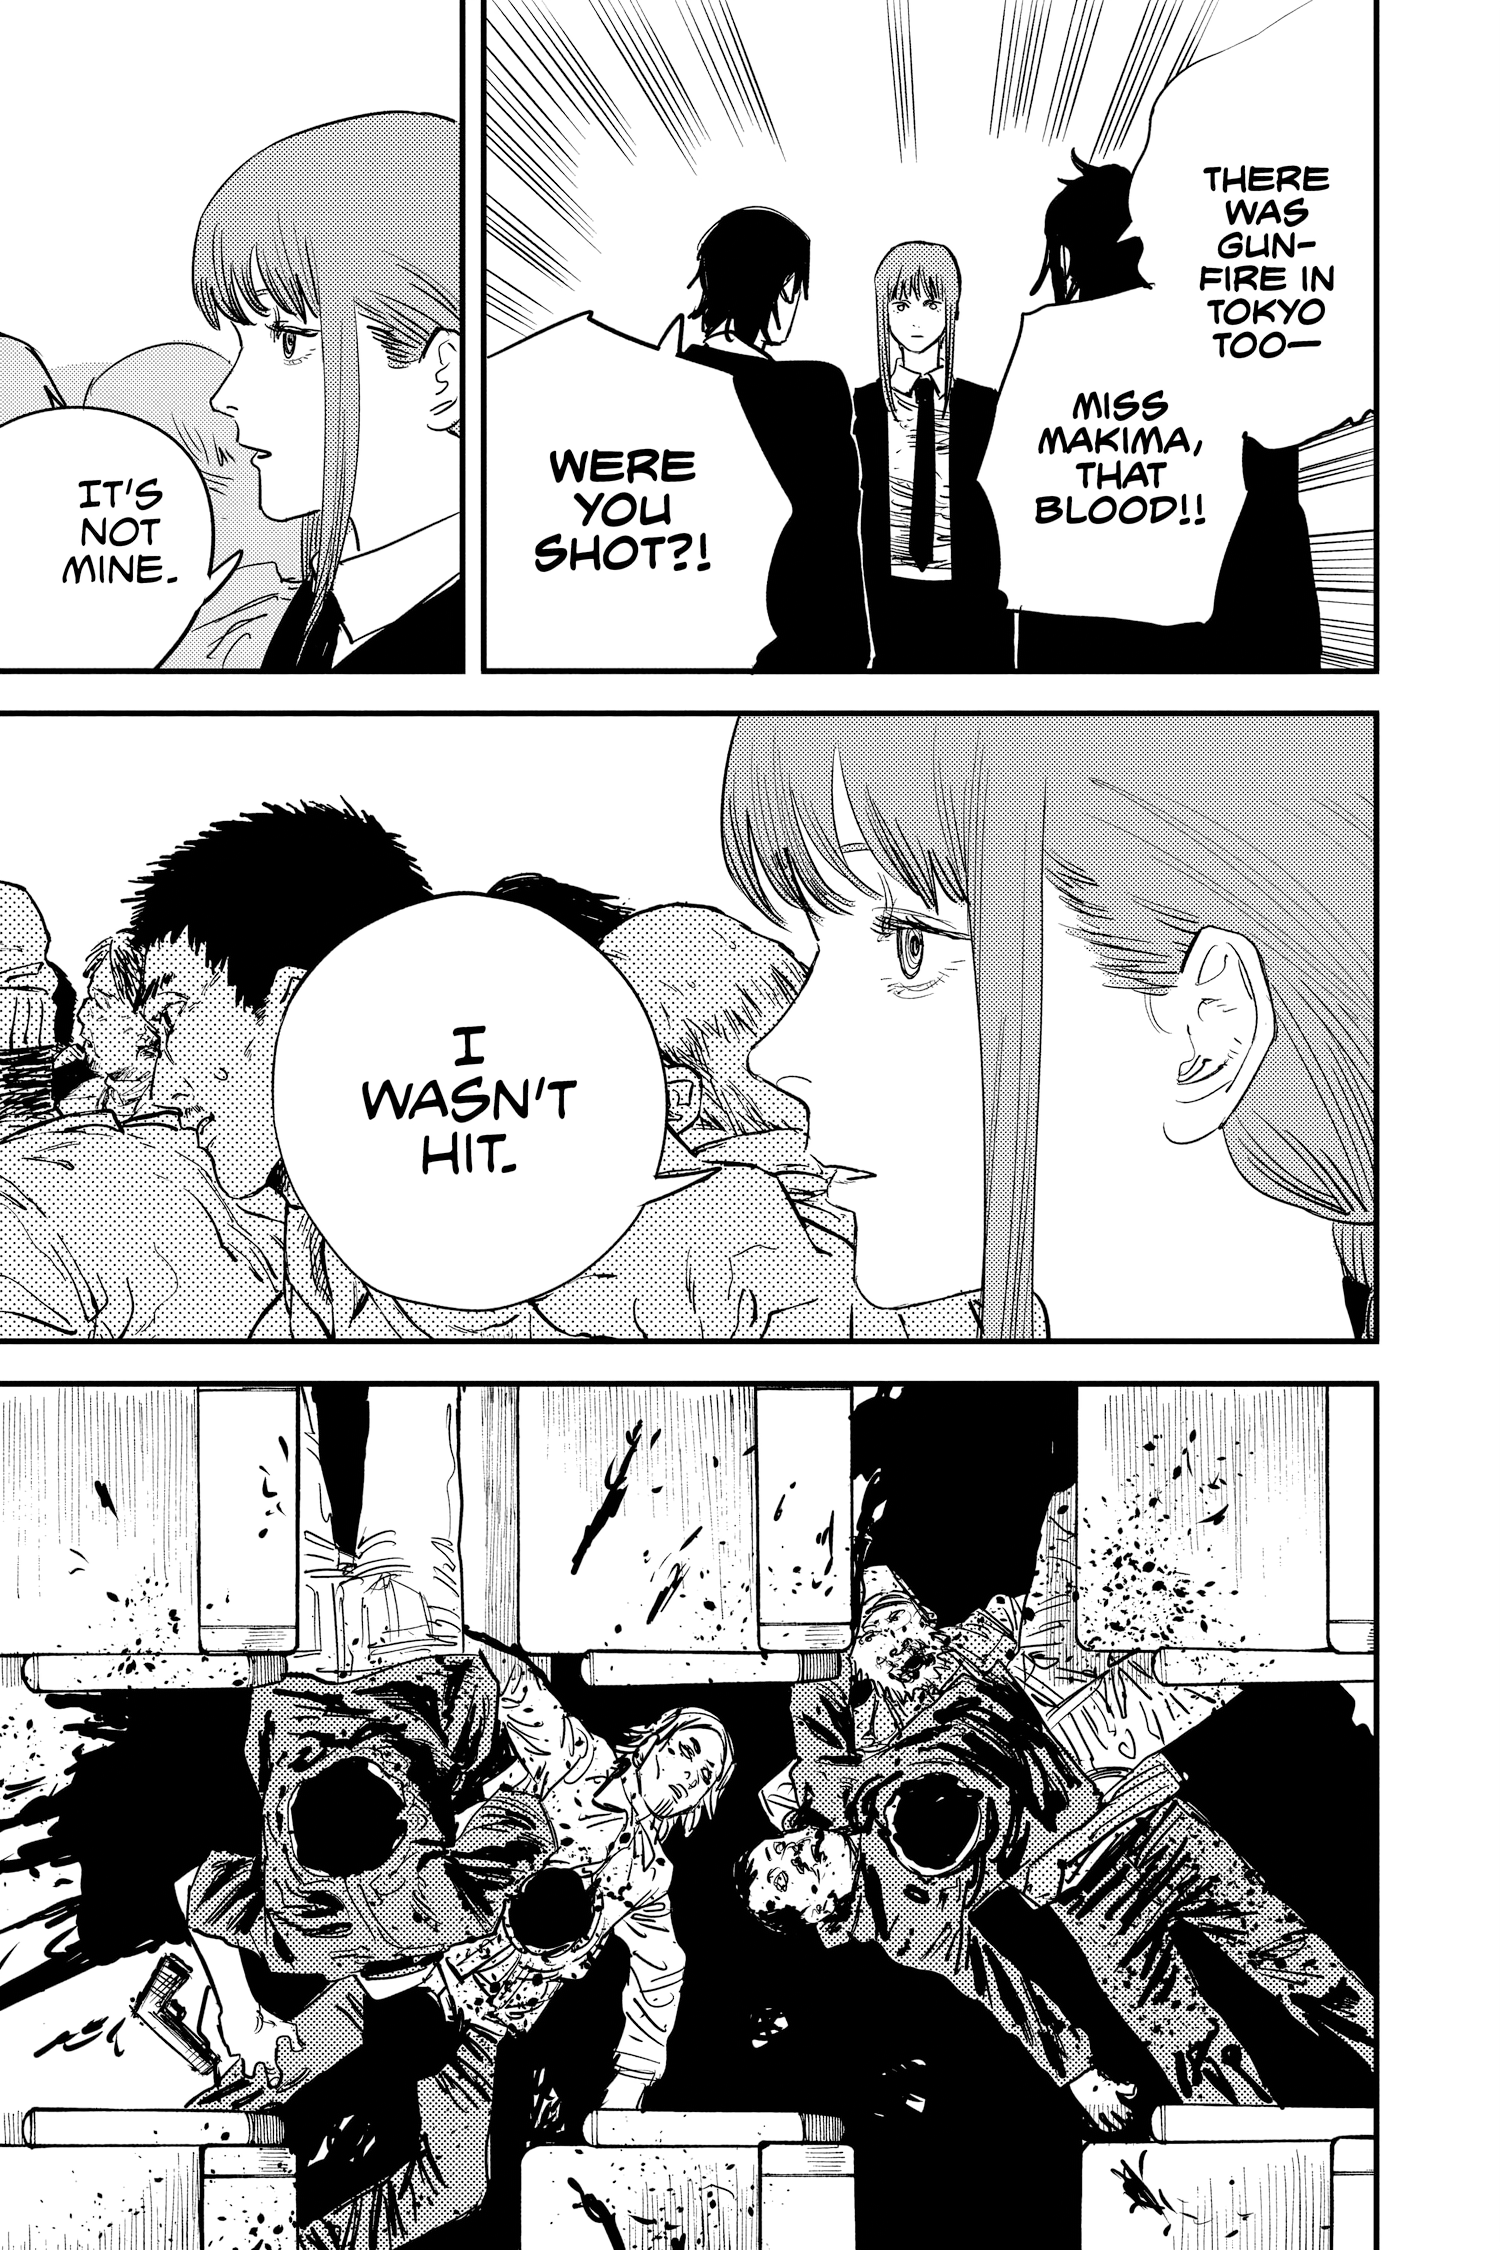 THERE
WAS
GUN-
FIRE IN
TOKYO
TOO—
MISS
MAKIMA,
THAT
BLOOD!!
WERE
YOU
SHOT?!
IT'S
NOT
MINE.
I
WASN'T
HIT.